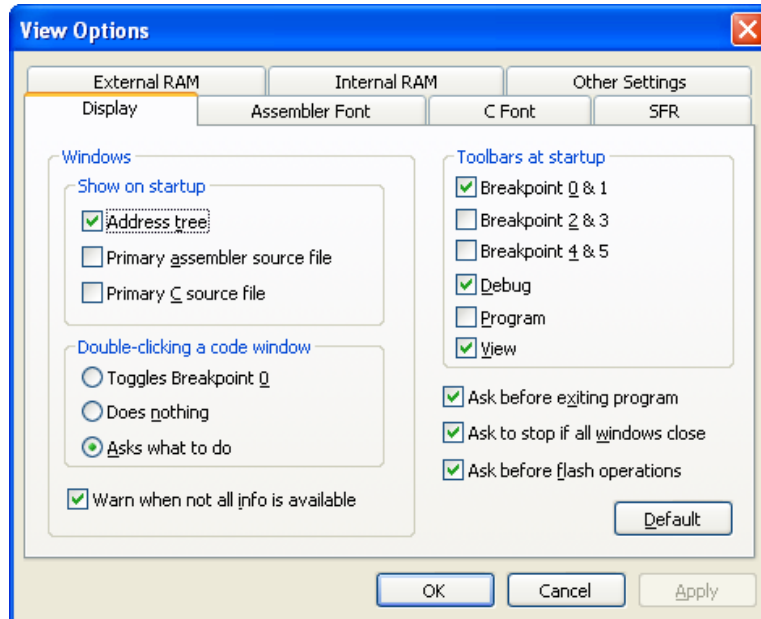 View Options
External RAM
Internal RAM
Other Settings
Display
Assembler Font
C Font
SFR
Windows
Show on startup
Address tree
Primary assembler source file
Primary C source file
Double-clicking a code window
Toggles Breakpoint 0
Does nothing
Asks what to do
Warn when not all info is available
Toolbars at startup
Breakpoint 0 & 1
Breakpoint 2 & 3
Breakpoint 4 & 5
Debug
Program
View
Ask before exiting program
Ask to stop if all windows close
Ask before flash operations
Default
OK
Cancel
Apply